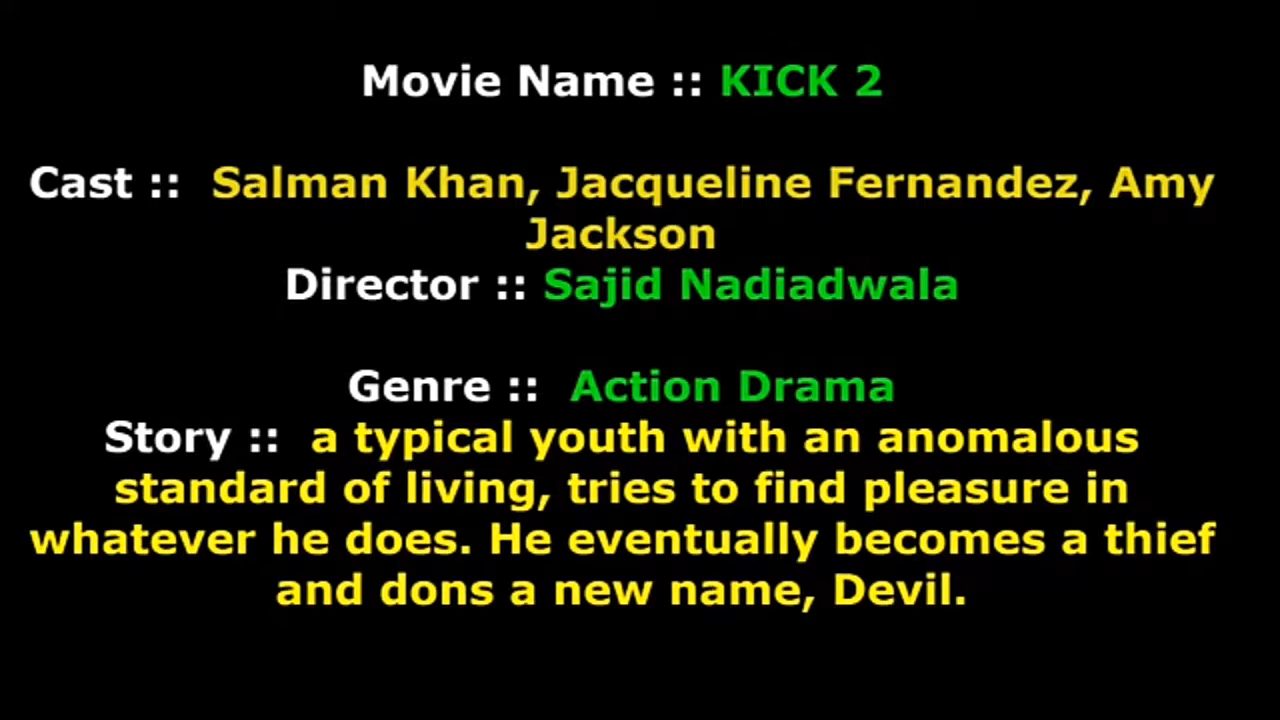 Movie Name :: KICK 2
Cast :: Salman Khan, Jacqueline Fernandez, Amy
Jackson
Director :: Sajid Nadiadwala
Genre :: Action Drama
Story :: a typical youth with an anomalous
standard of living, tries to find pleasure in
whatever he does. He eventually becomes a thief
and dons a new name, Devil.